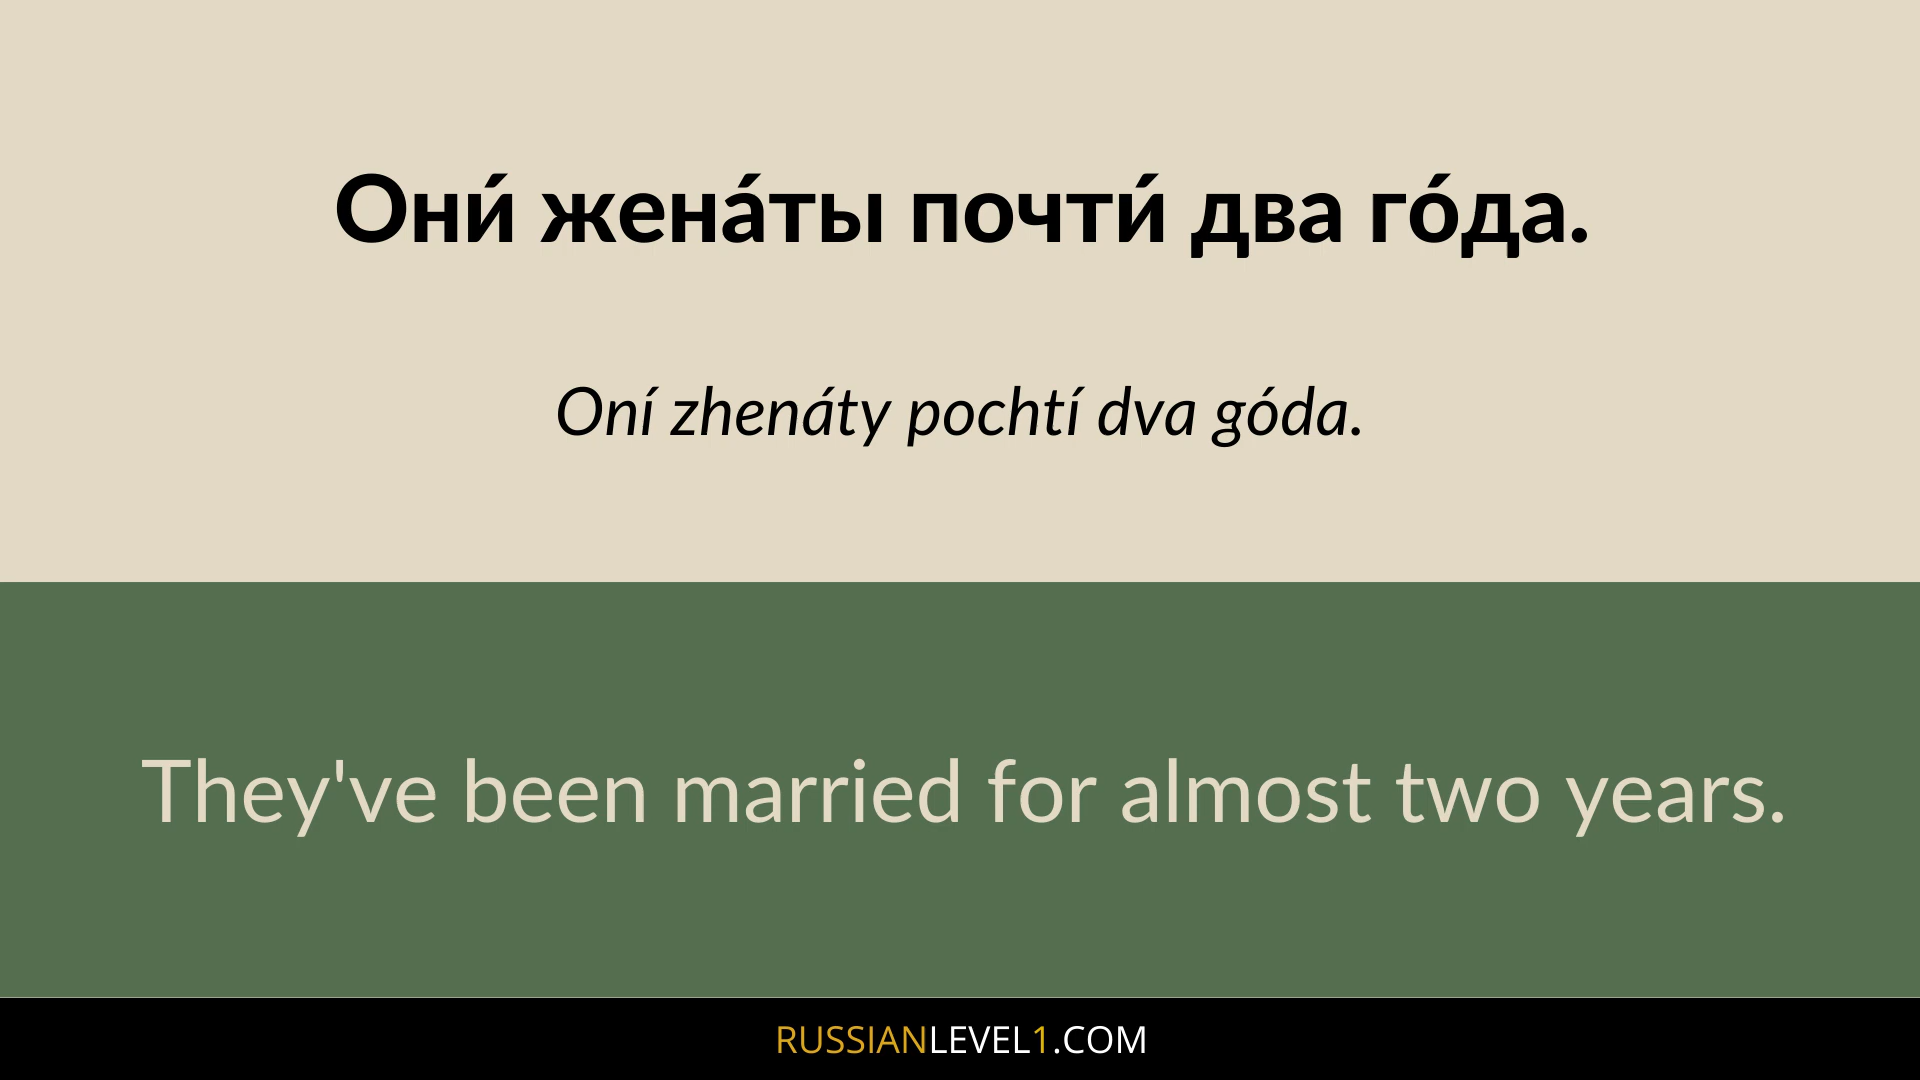 Они́ жена́ты почти́ два го́да.
Oní zhenáty pochtí dva góda.
They've been married for almost two years.
RUSSIANLEVEL1.COM